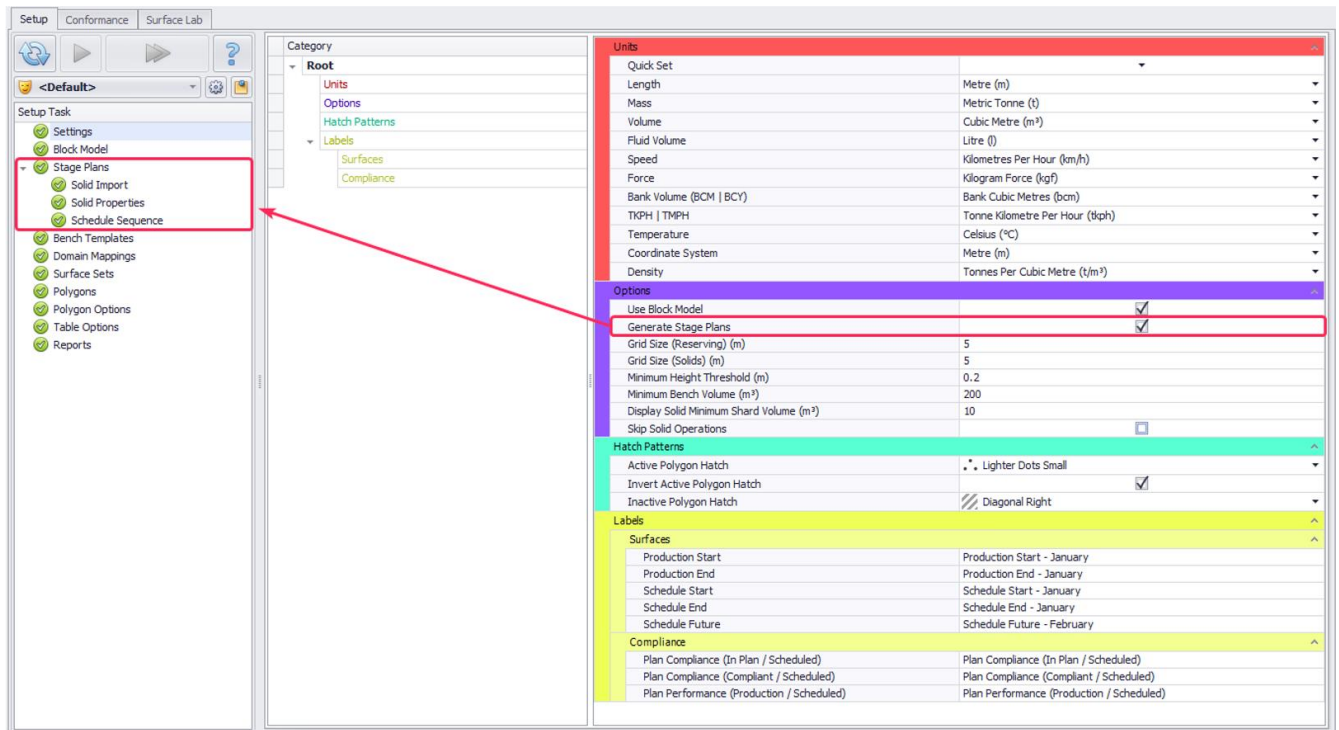 Setup Conformance Surface Lab
<Default>
Setup Task
Settings
Block Model
Stage Plans
Solid Import
Solid Properties
Schedule Sequence
Bench Templates
Domain Mappings
Surface Sets
Polygons
Polygon Options
Table Options
Reports
Category
Root
Units
Options
Hatch Patterns
Labels
Surfaces
Compliance
Units
Quick Set
Length Metre (m)
Mass Metric Tonne (t)
Volume Cubic Metre (m³)
Fluid Volume Litre (l)
Speed Kilometres Per Hour (km/h)
Force Kilogram Force (kgf)
Bank Volume (BCM | BCY) Bank Cubic Metres (bcm)
TKPH | TMPH Tonne Kilometre Per Hour (tkph)
Temperature Celsius (°C)
Coordinate System Metre (m)
Density Tonnes Per Cubic Metre (t/m³)
Options
Use Block Model
Generate Stage Plans
Grid Size (Reserving) (m) 5
Grid Size (Solids) (m) 5
Minimum Height Threshold (m) 0.2
Minimum Bench Volume (m³) 200
Display Solid Minimum Shard Volume (m³) 10
Skip Solid Operations
Hatch Patterns
Active Polygon Hatch Lighter Dots Small
Invert Active Polygon Hatch
Inactive Polygon Hatch Diagonal Right
Labels
Surfaces
Production Start Production Start - January
Production End Production End - January
Schedule Start Schedule Start - January
Schedule End Schedule End - January
Schedule Future Schedule Future - February
Compliance
Plan Compliance (In Plan / Scheduled) Plan Compliance (In Plan / Scheduled)
Plan Compliance (Compliant / Scheduled) Plan Compliance (Compliant / Scheduled)
Plan Performance (Production / Scheduled) Plan Performance (Production / Scheduled)